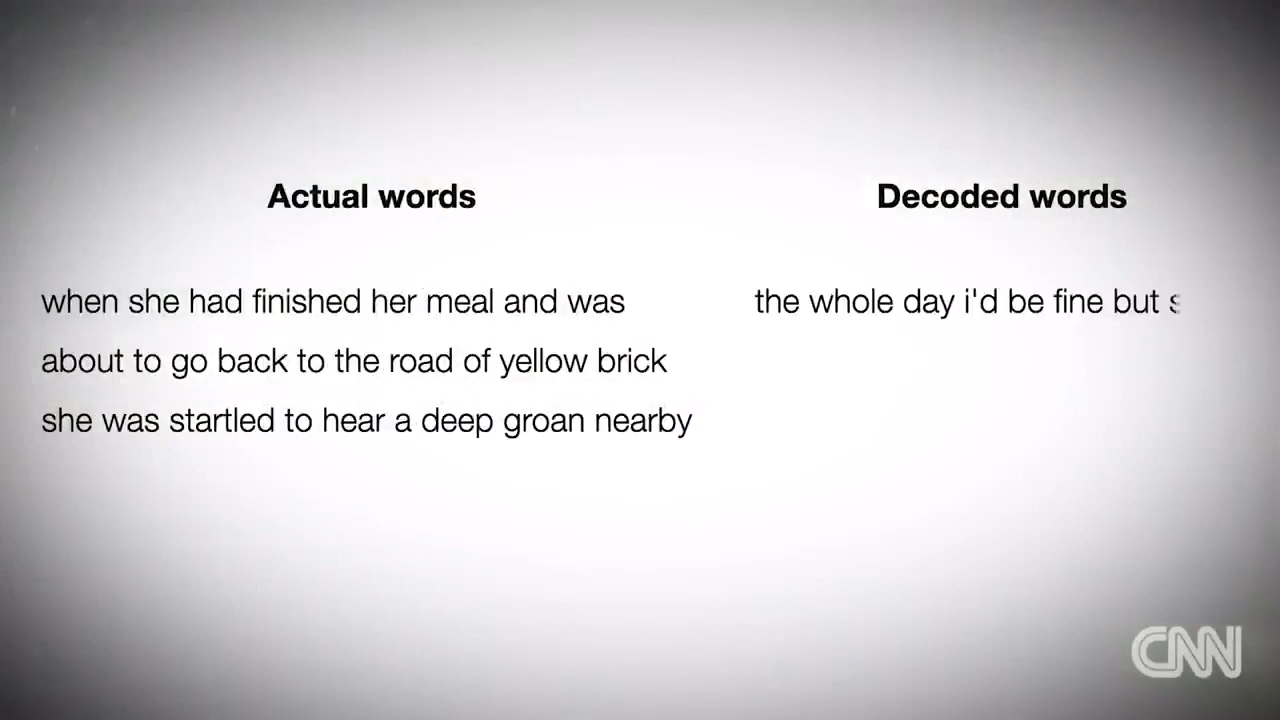 Actual words
when she had finished her meal and was
about to go back to the road of yellow brick
she was startled to hear a deep groan nearby
Decoded words
the whole day i'd be fine but
CNN